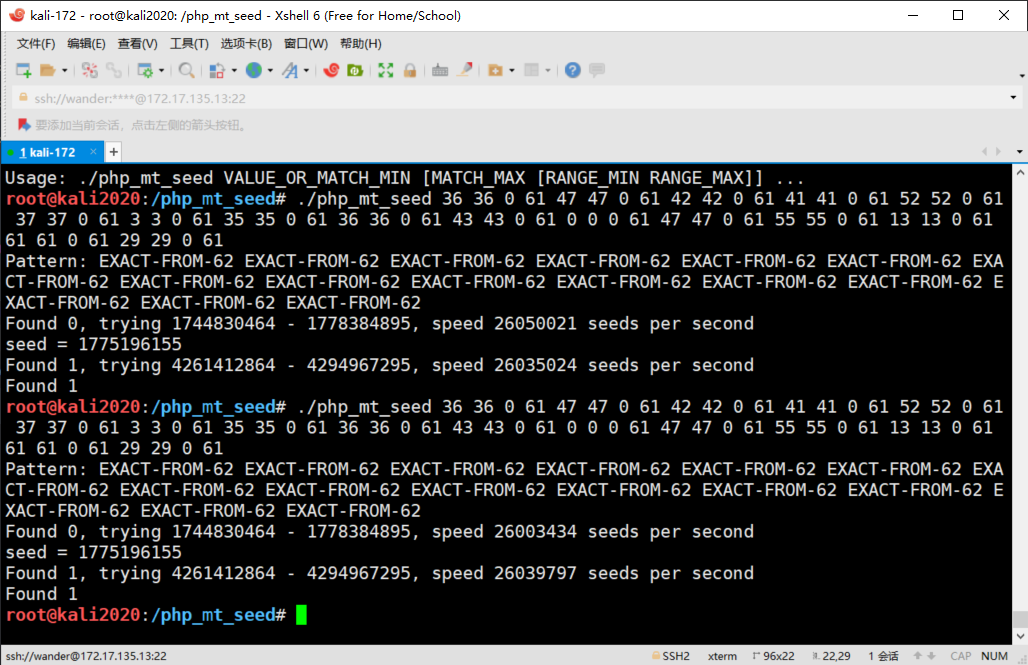 kali-172 - root@kali2020: /php_mt_seed - Xshell 6 (Free for Home/School)
文件(F) 编辑(E) 查看(V) 工具(T) 选项卡(B) 窗口(W) 帮助(H)
ssh://wander:****@172.17.135.13:22
要添加当前会话，点击左侧的箭头按钮。
1 kali-172 × +
Usage: ./php_mt_seed VALUE_OR_MATCH_MIN [MATCH_MAX [RANGE_MIN RANGE_MAX]] ...
root@kali2020:/php_mt_seed# ./php_mt_seed 36 36 0 61 47 47 0 61 42 42 0 61 41 41 0 61 52 52 0 61
 37 37 0 61 3 3 0 61 35 35 0 61 36 36 0 61 43 43 0 61 0 0 0 61 47 47 0 61 55 55 0 61 13 13 0 61
61 61 0 61 29 29 0 61
Pattern: EXACT-FROM-62 EXACT-FROM-62 EXACT-FROM-62 EXACT-FROM-62 EXACT-FROM-62 EXACT-FROM-62 EXA
CT-FROM-62 EXACT-FROM-62 EXACT-FROM-62 EXACT-FROM-62 EXACT-FROM-62 EXACT-FROM-62 EXACT-FROM-62 E
XACT-FROM-62 EXACT-FROM-62 EXACT-FROM-62
Found 0, trying 1744830464 - 1778384895, speed 26050021 seeds per second
seed = 1775196155
Found 1, trying 4261412864 - 4294967295, speed 26035024 seeds per second
Found 1
root@kali2020:/php_mt_seed# ./php_mt_seed 36 36 0 61 47 47 0 61 42 42 0 61 41 41 0 61 52 52 0 61
 37 37 0 61 3 3 0 61 35 35 0 61 36 36 0 61 43 43 0 61 0 0 0 61 47 47 0 61 55 55 0 61 13 13 0 61
61 61 0 61 29 29 0 61
Pattern: EXACT-FROM-62 EXACT-FROM-62 EXACT-FROM-62 EXACT-FROM-62 EXACT-FROM-62 EXACT-FROM-62 EXA
CT-FROM-62 EXACT-FROM-62 EXACT-FROM-62 EXACT-FROM-62 EXACT-FROM-62 EXACT-FROM-62 EXACT-FROM-62 E
XACT-FROM-62 EXACT-FROM-62 EXACT-FROM-62
Found 0, trying 1744830464 - 1778384895, speed 26003434 seeds per second
seed = 1775196155
Found 1, trying 4261412864 - 4294967295, speed 26039797 seeds per second
Found 1
root@kali2020:/php_mt_seed#
ssh://wander@172.17.135.13:22 SSH2 xterm 96x22 22,29 1 会话 CAP NUM